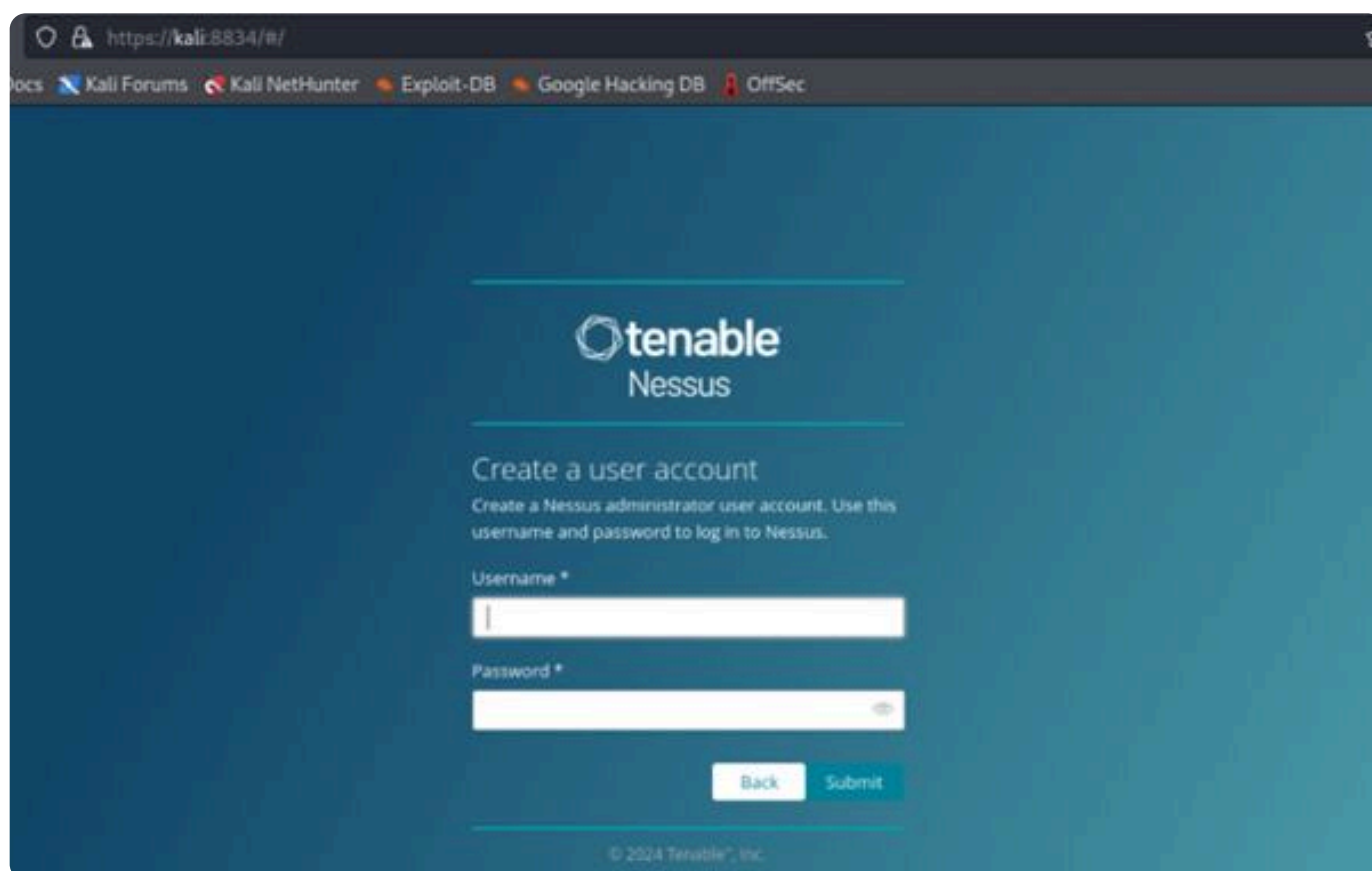 https://kali:8834/#/
Docs Kali Forums Kali NetHunter Exploit-DB Google Hacking DB OffSec
tenable
Nessus
Create a user account
Create a Nessus administrator user account. Use this
username and password to log in to Nessus.
Username *
Password *
Back Submit
© 2024 Tenable™, Inc.